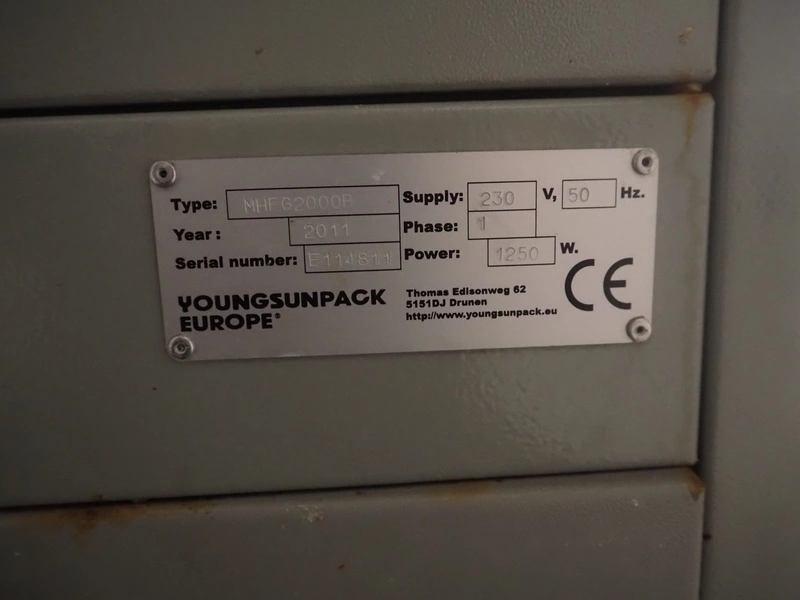 Type: MHFG2000B Supply: 230 V, 50 Hz.
Year: 2011 Phase: 1
Serial number: E114811 Power: 1250 W.
YOUNGSUNPACK
EUROPE®
Thomas Edisonweg 62
5151DJ Drunen
http://www.youngsunpack.eu
CE